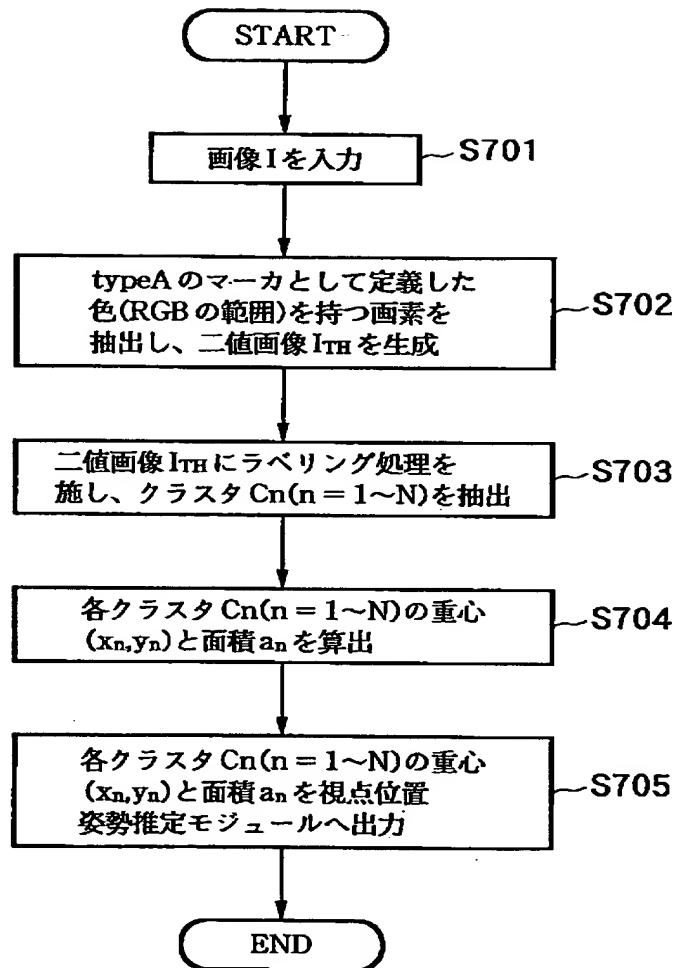 START
画像Iを入力
S701
typeAのマーカとして定義した
色(RGBの範囲)を持つ画素を
抽出し、二値画像ITHを生成
S702
二値画像ITHにラベリング処理を
施し、クラスタCn(n = 1~N)を抽出
S703
各クラスタCn(n = 1~N)の重心
(xn,yn)と面積anを算出
S704
各クラスタCn(n = 1~N)の重心
(xn,yn)と面積anを視点位置
姿勢推定モジュールへ出力
S705
END